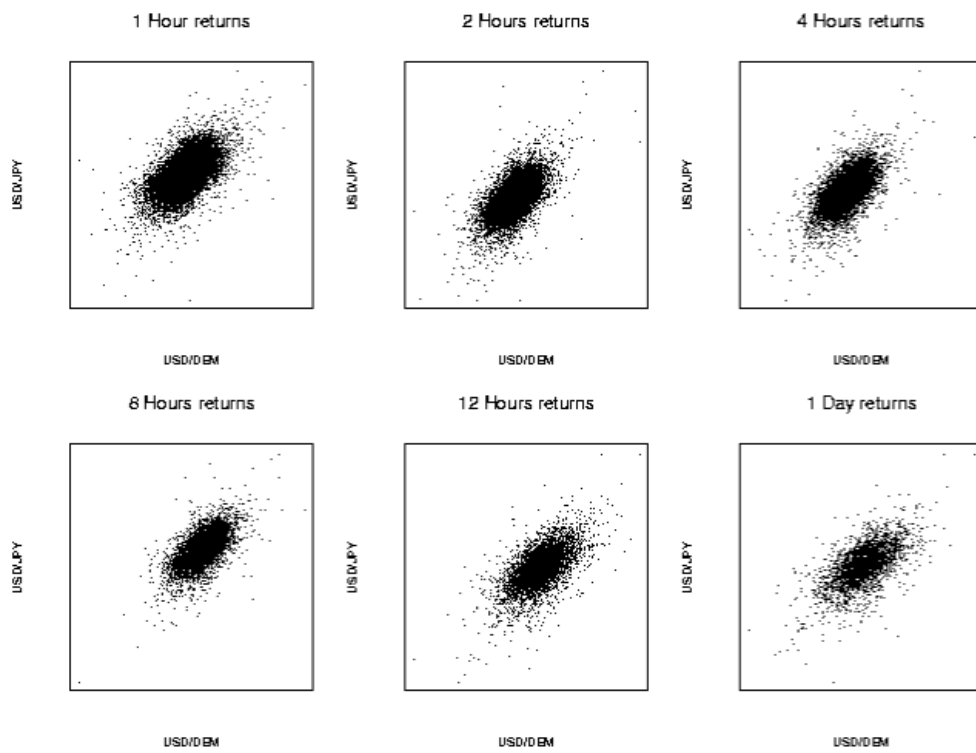 1 Hour returns
2 Hours returns
4 Hours returns
USD/JPY
USD/JPY
USD/JPY
USD/DEM
USD/DEM
USD/DEM
8 Hours returns
12 Hours returns
1 Day returns
USD/JPY
USD/JPY
USD/JPY
USD/DEM
USD/DEM
USD/DEM